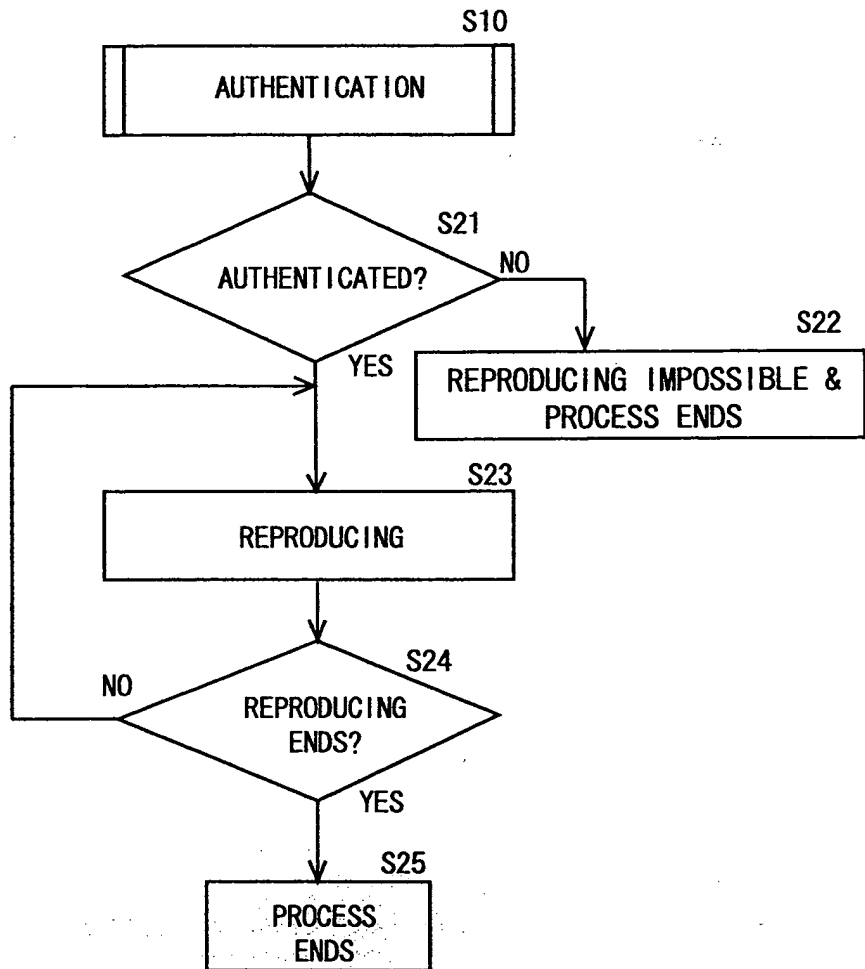 S10
AUTHENTICATION
S21
AUTHENTICATED?
NO
YES
S22
REPRODUCING IMPOSSIBLE &
PROCESS ENDS
S23
REPRODUCING
S24
NO
REPRODUCING
ENDS?
YES
S25
PROCESS
ENDS